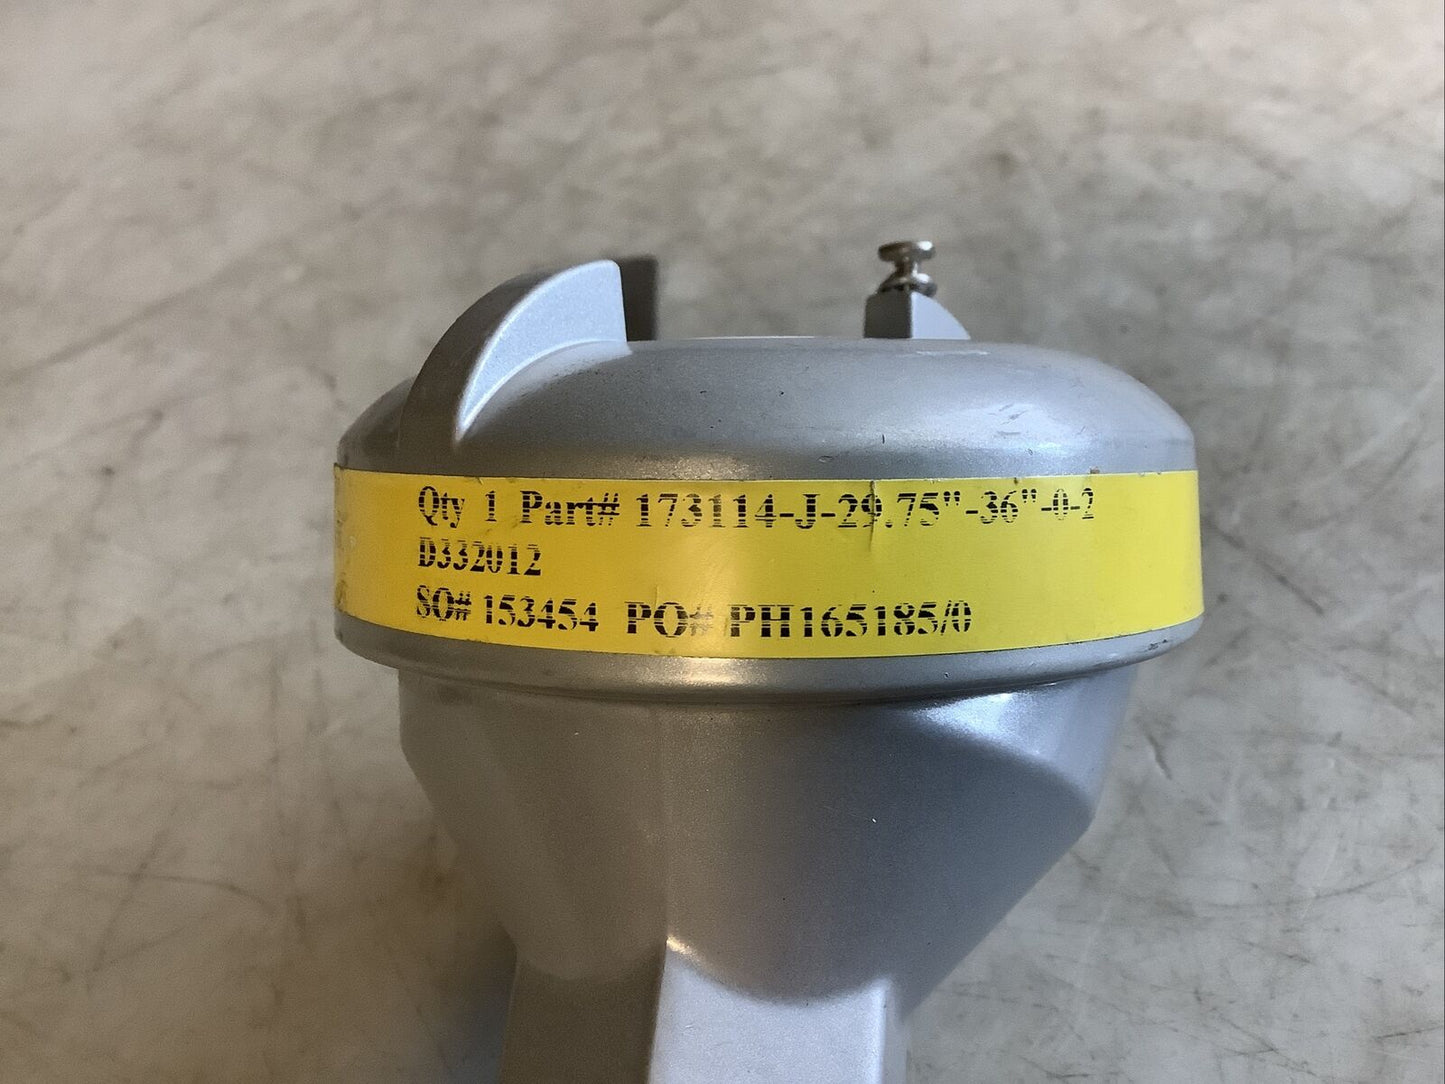 Qty 1 Part# 173114-J-29.75"-36"-0-2
D332012
SO# 153454 PO# PH165185/0